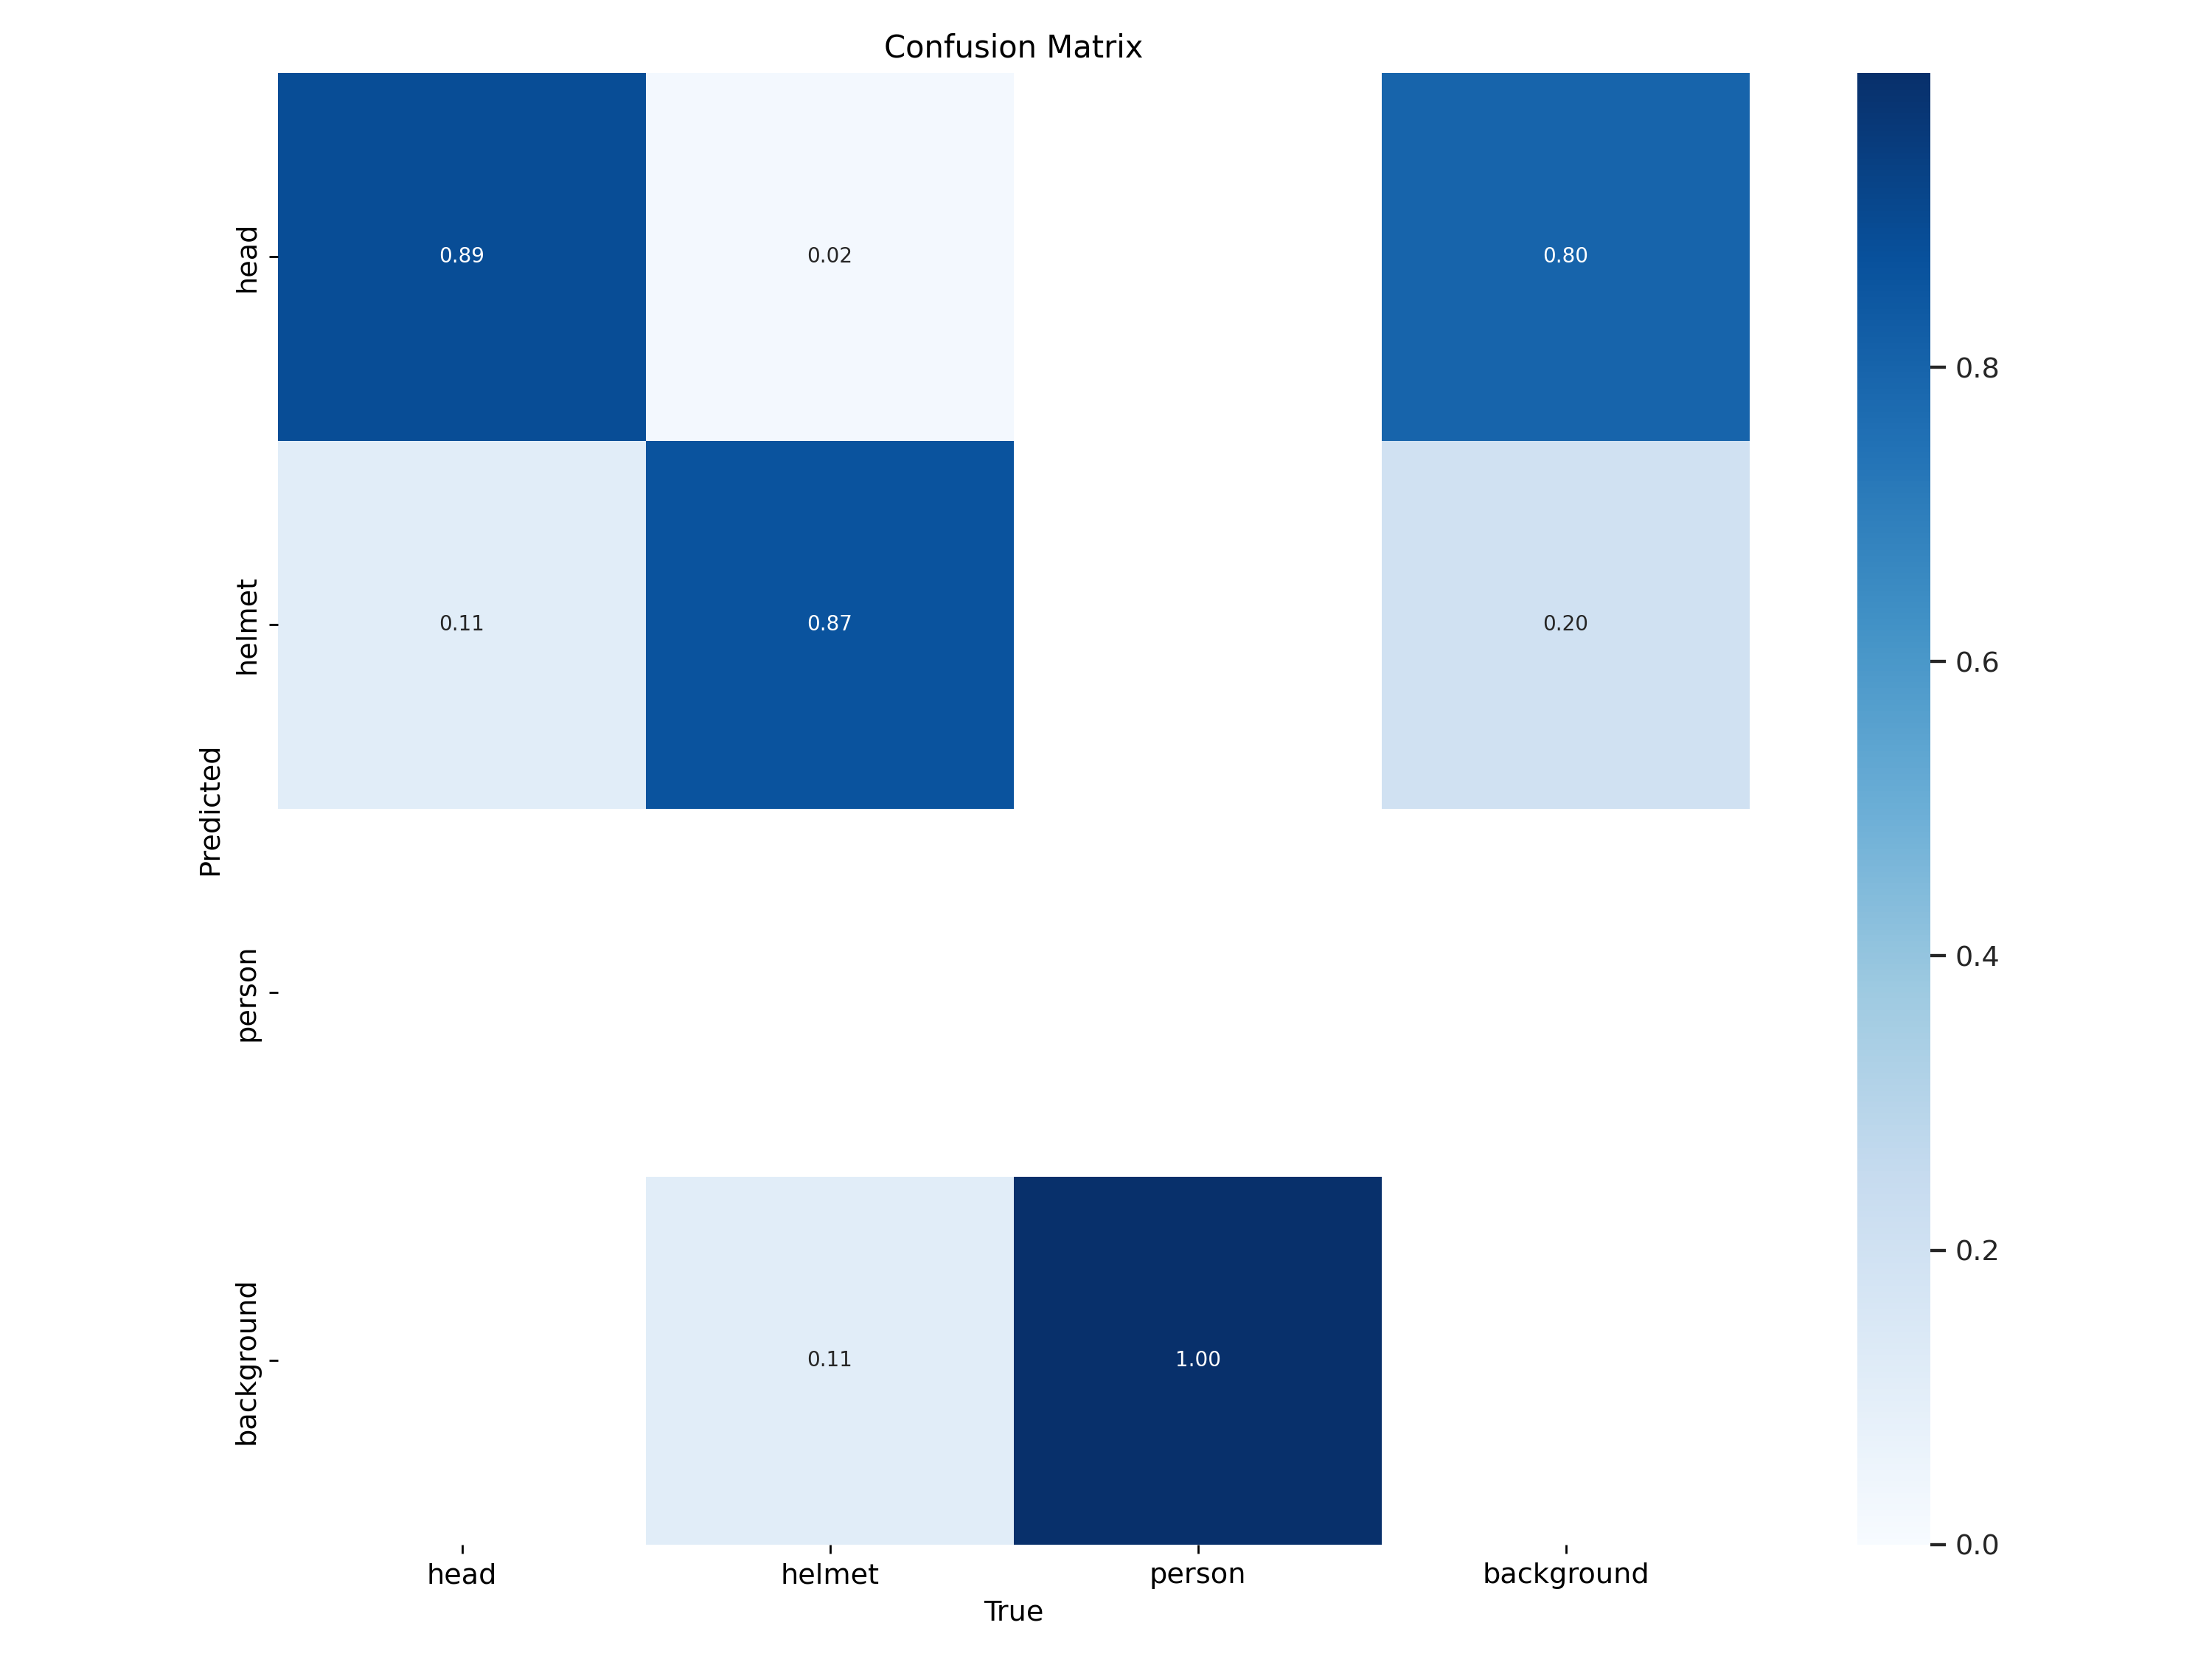 Confusion Matrix
head
0.89
0.02
0.80
0.8
helmet
0.11
0.87
0.20
0.6
Predicted
person
0.4
background
0.11
1.00
0.2
0.0
head
helmet
person
background
True